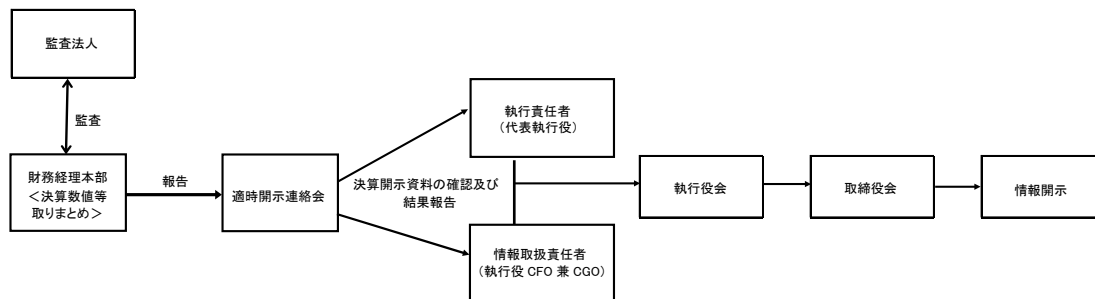 監査法人
監査
財務経理本部
＜決算数値等
取りまとめ＞
報告
適時開示連絡会
決算開示資料の確認及び
結果報告
執行責任者
（代表執行役）
情報取扱責任者
（執行役 CFO 兼 CGO）
執行役会
取締役会
情報開示